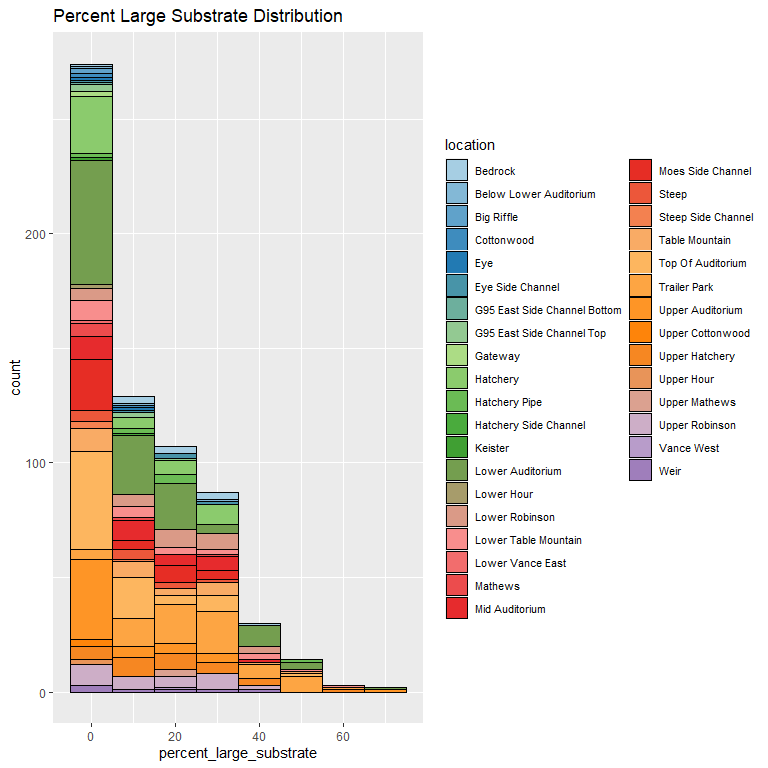 Percent Large Substrate Distribution
count
200
100
0
0
20
40
60
percent_large_substrate
location
Bedrock
Below Lower Auditorium
Big Riffle
Cottonwood
Eye
Eye Side Channel
G95 East Side Channel Bottom
G95 East Side Channel Top
Gateway
Hatchery
Hatchery Pipe
Hatchery Side Channel
Keister
Lower Auditorium
Lower Hour
Lower Robinson
Lower Table Mountain
Lower Vance East
Mathews
Mid Auditorium
Moes Side Channel
Steep
Steep Side Channel
Table Mountain
Top Of Auditorium
Trailer Park
Upper Auditorium
Upper Cottonwood
Upper Hatchery
Upper Hour
Upper Mathews
Upper Robinson
Vance West
Weir